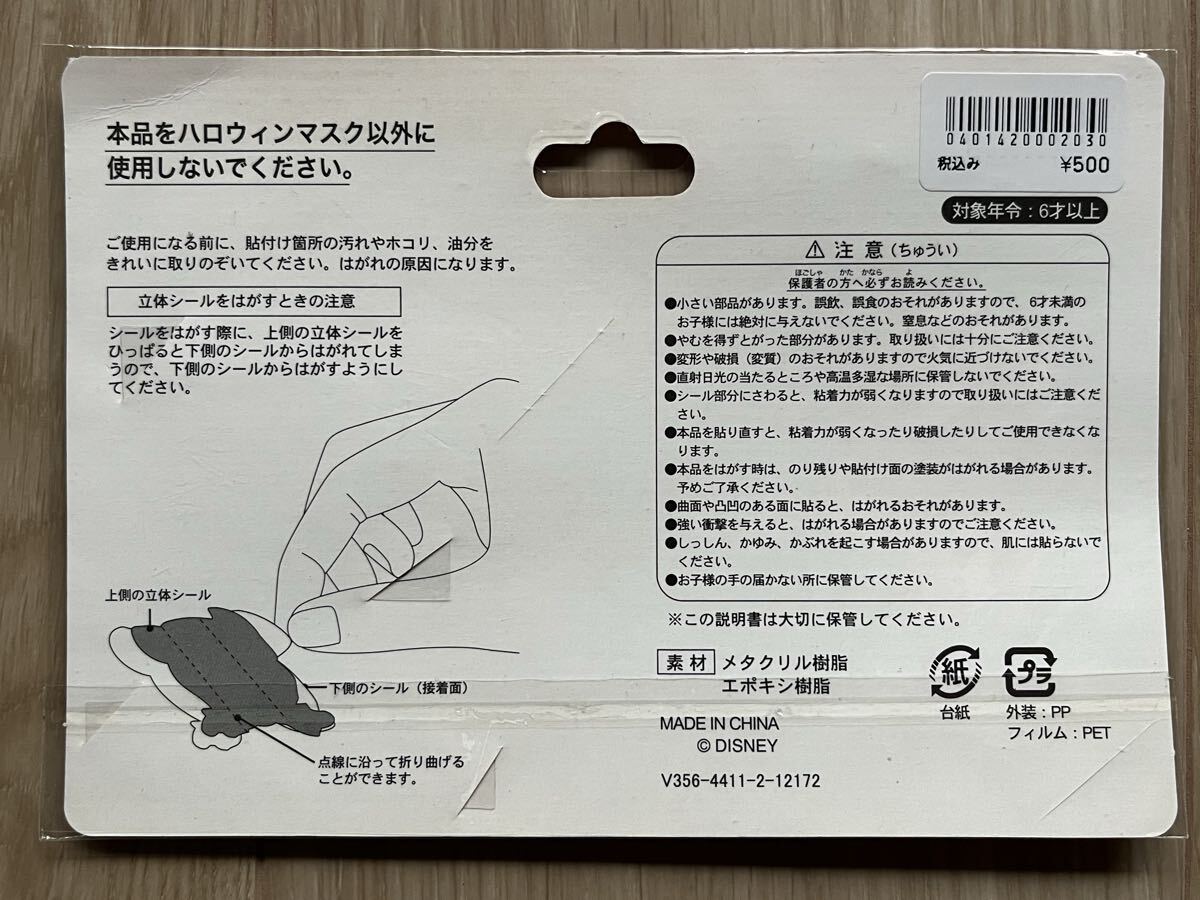 本品をハロウィンマスク以外に
使用しないでください。
ご使用になる前に、貼付け箇所の汚れやホコリ、油分を
きれいに取りのぞいてください。はがれの原因になります。
立体シールをはがすときの注意
シールをはがす際に、上側の立体シールを
ひっぱると下側のシールからはがれてしま
うので、下側のシールからはがすようにし
てください。
上側の立体シール
下側のシール（接着面）
点線に沿って折り曲げる
ことができます。
0401420002030
税込み ¥500
対象年令：6才以上
⚠ 注意（ちゅうい）
ほごしゃ かた かなら よ
保護者の方へ必ずお読みください。
●小さい部品があります。誤飲、誤食のおそれがありますので、6才未満の
お子様には絶対に与えないでください。窒息などのおそれがあります。
●やむを得ずとがった部分があります。取り扱いには十分にご注意ください。
●変形や破損（変質）のおそれがありますので火気に近づけないでください。
●直射日光の当たるところや高温多湿な場所に保管しないでください。
●シール部分にさわると、粘着力が弱くなりますので取り扱いにはご注意くだ
さい。
●本品を貼り直すと、粘着力が弱くなったり破損したりしてご使用できなくな
ります。
●本品をはがす時は、のり残りや貼付け面の塗装がはがれる場合があります。
予めご了承ください。
●曲面や凸凹のある面に貼ると、はがれるおそれがあります。
●強い衝撃を与えると、はがれる場合がありますのでご注意ください。
●しっしん、かゆみ、かぶれを起こす場合がありますので、肌には貼らないで
ください。
●お子様の手の届かない所に保管してください。
※この説明書は大切に保管してください。
素材 メタクリル樹脂
エポキシ樹脂
MADE IN CHINA
© DISNEY
V356-4411-2-12172
紙
台紙
プラ
外装：PP
フィルム：PET